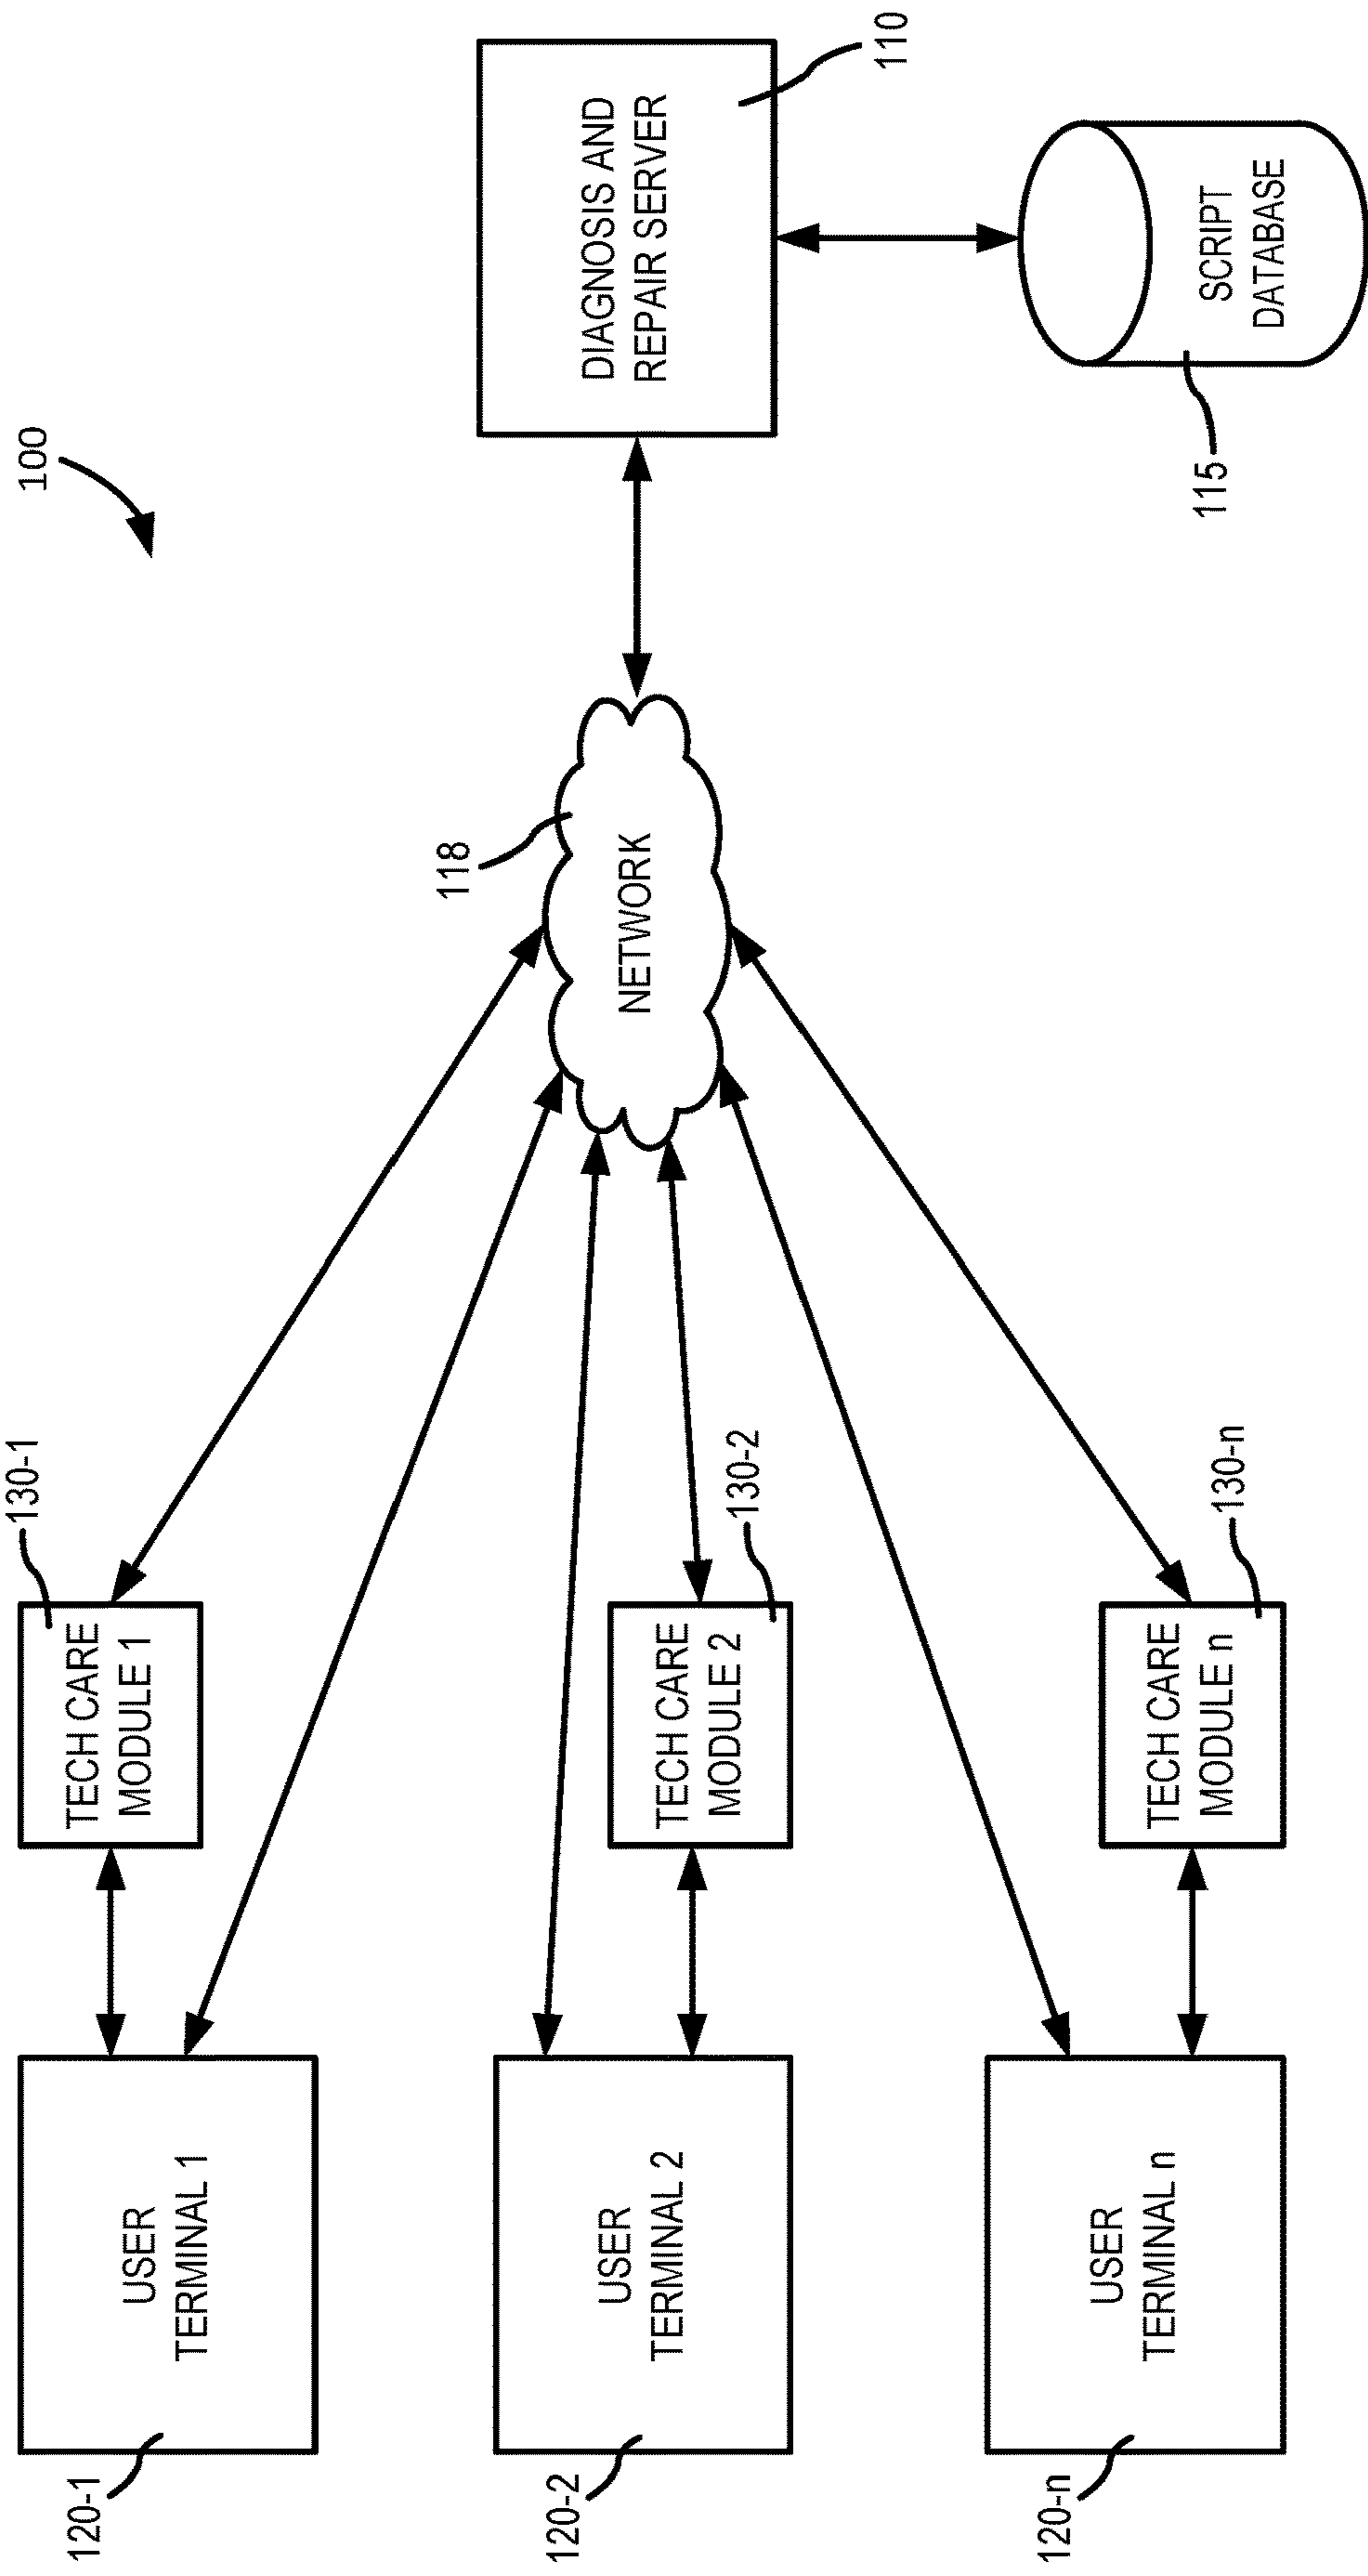 100
USER
TERMINAL 1
120-1
TECH CARE
MODULE 1
130-1
USER
TERMINAL 2
120-2
TECH CARE
MODULE 2
130-2
USER
TERMINAL n
120-n
TECH CARE
MODULE n
130-n
NETWORK
118
DIAGNOSIS AND
REPAIR SERVER
110
SCRIPT
DATABASE
115